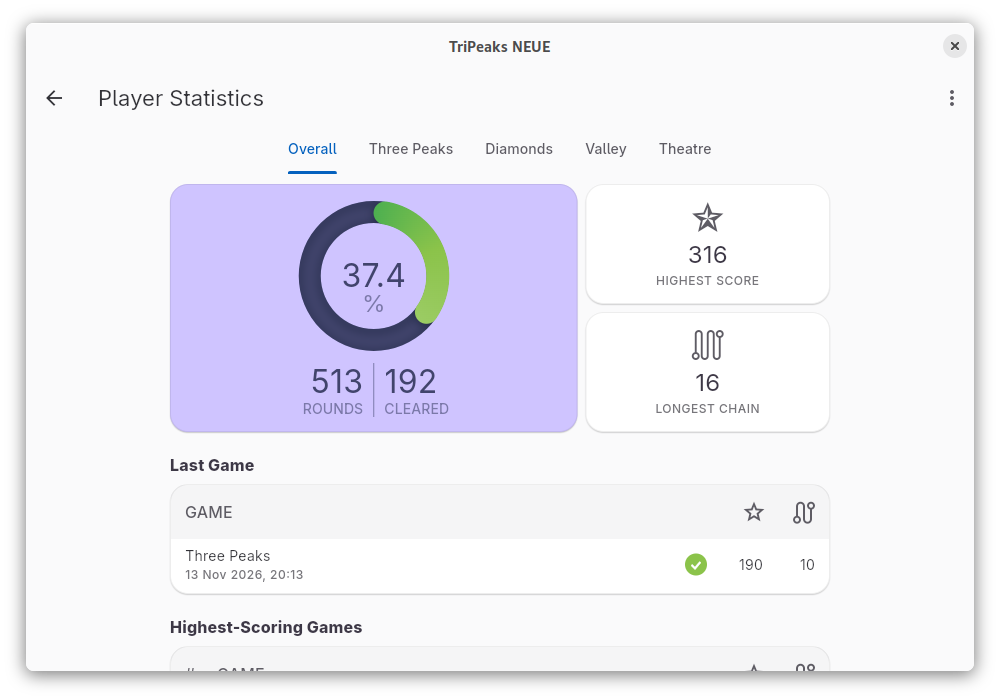 TriPeaks NEUE
Player Statistics
Overall Three Peaks Diamonds Valley Theatre
37.4
%
513 192
ROUNDS CLEARED
316
HIGHEST SCORE
16
LONGEST CHAIN
Last Game
GAME
Three Peaks
13 Nov 2026, 20:13
190 10
Highest-Scoring Games
# GAME